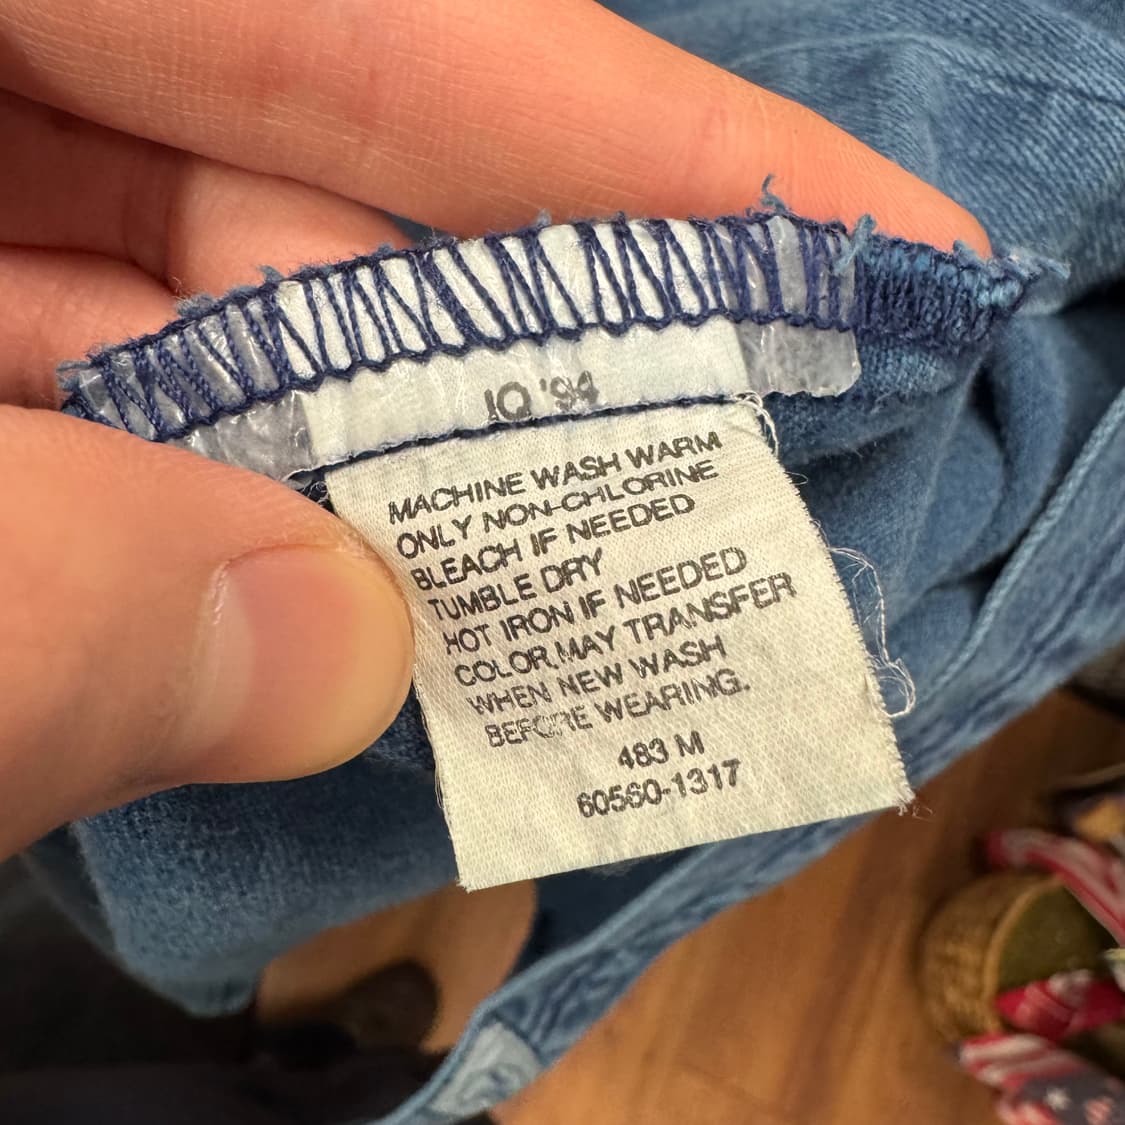 JO '94
MACHINE WASH WARM
ONLY NON-CHLORINE
BLEACH IF NEEDED
TUMBLE DRY
HOT IRON IF NEEDED
COLOR MAY TRANSFER
WHEN NEW WASH
BEFORE WEARING.
483 M
60560-1317